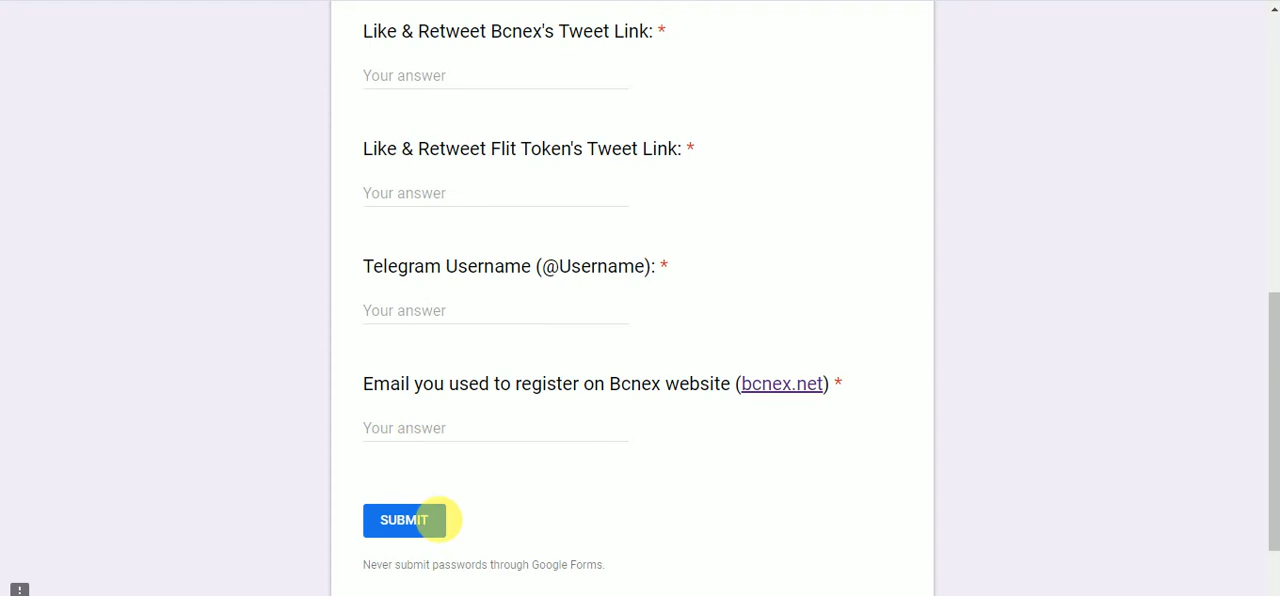 Like & Retweet Bcnex's Tweet Link: *
Your answer
Like & Retweet Flit Token's Tweet Link: *
Your answer
Telegram Username (@Username): *
Your answer
Email you used to register on Bcnex website (bcnex.net) *
Your answer
SUBMIT
Never submit passwords through Google Forms.
!